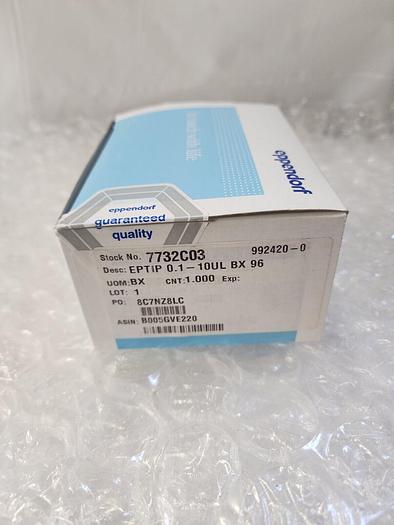 eppendorf
eppendorf
guaranteed
quality
Stock No. 7732C03 992420-0
Desc: EPTIP 0.1-10UL BX 96
UOM: BX CNT:1.000 Exp:
LOT: 1
PO: 8C7NZ8LC
ASIN: B005GVE220